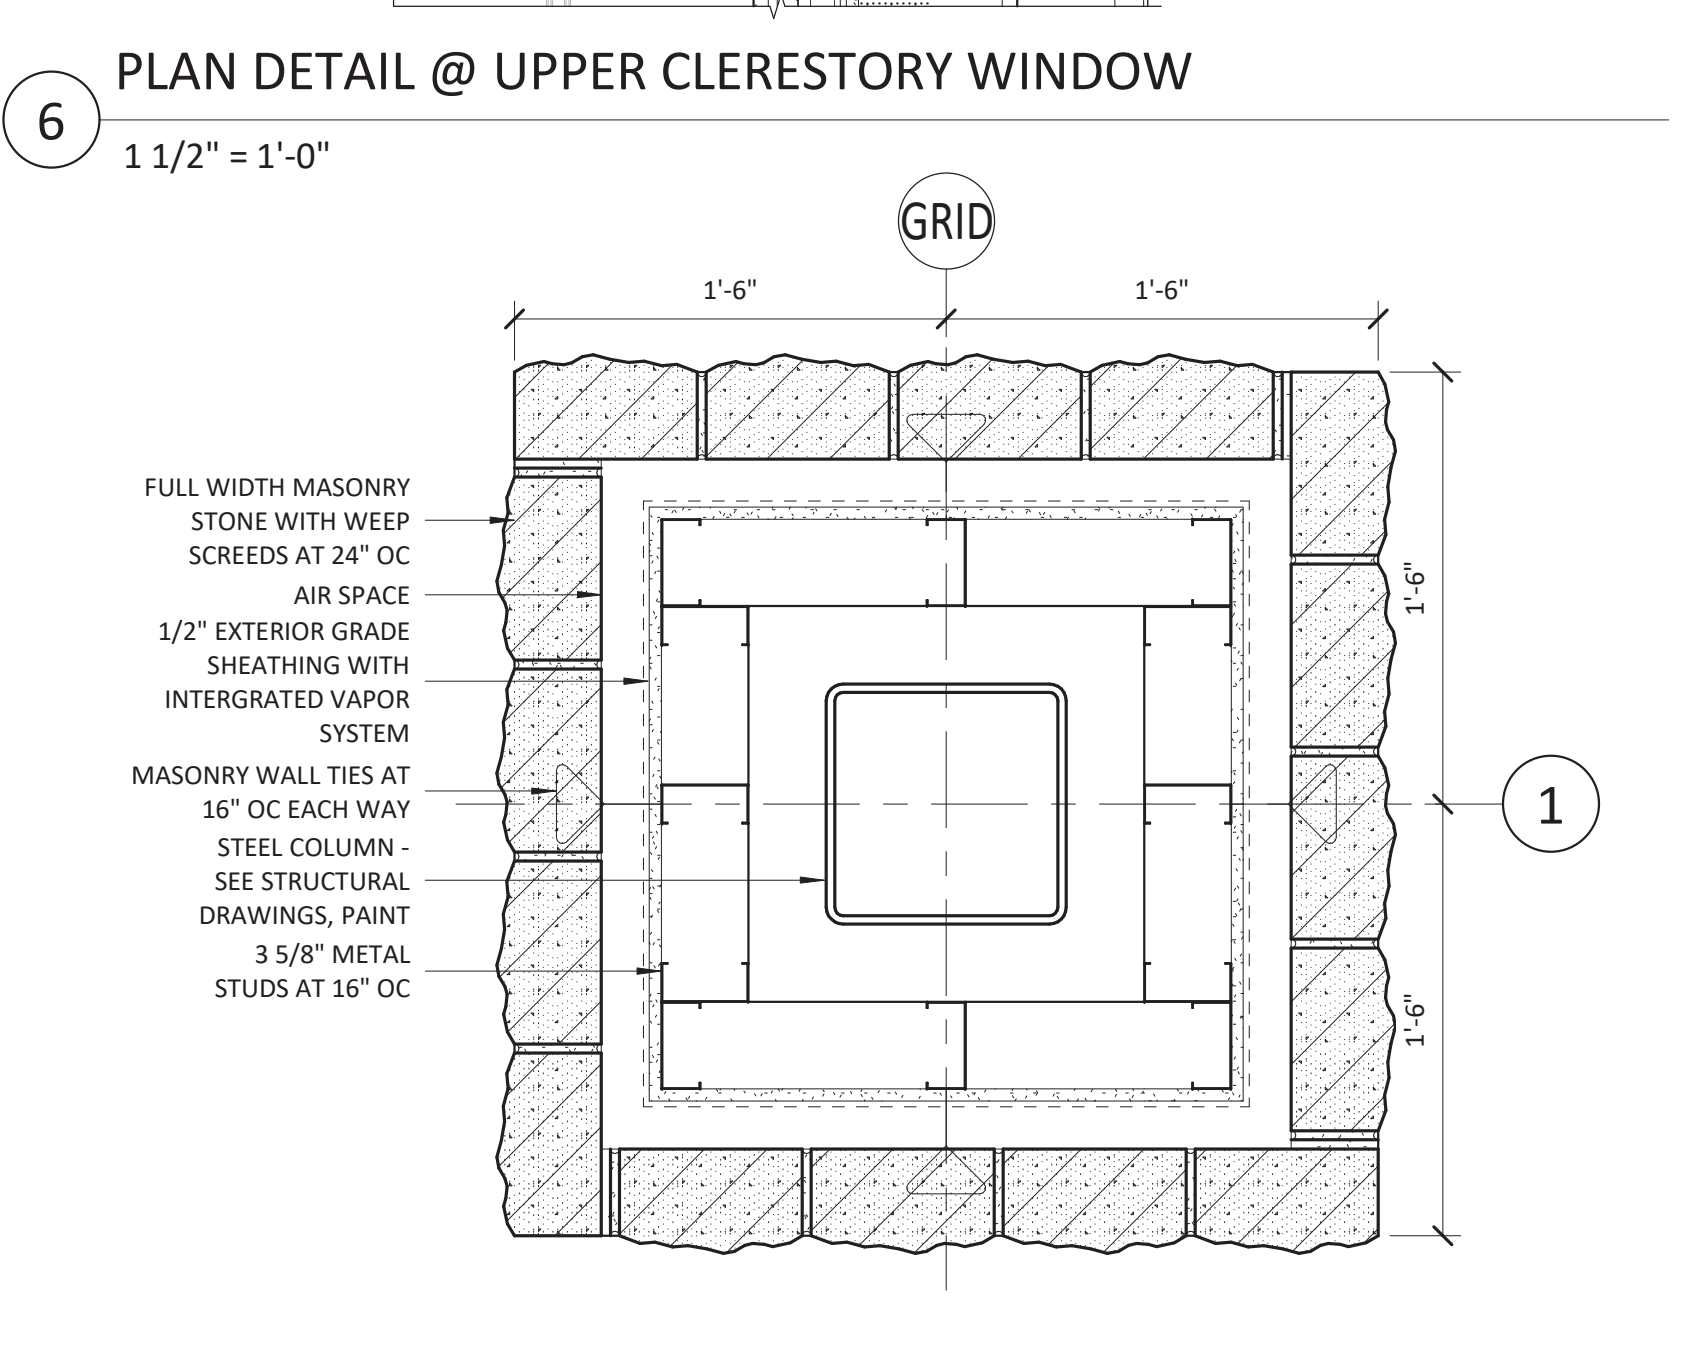 PLAN DETAIL @ UPPER CLERESTORY WINDOW
6
1 1/2" = 1'-0"
GRID
1'-6"
1'-6"
FULL WIDTH MASONRY
STONE WITH WEEP
SCREEDS AT 24" OC
AIR SPACE
1/2" EXTERIOR GRADE
SHEATHING WITH
INTERGRATED VAPOR
SYSTEM
MASONRY WALL TIES AT
16" OC EACH WAY
STEEL COLUMN -
SEE STRUCTURAL
DRAWINGS, PAINT
3 5/8" METAL
STUDS AT 16" OC
1'-6"
1
1'-6"